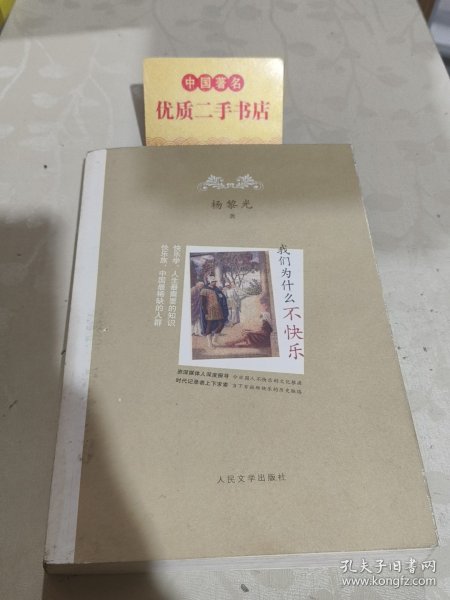 中国著名
优质二手书店
杨黎光
著
我们为什么不快乐
快乐学,人生最需要的知识
快乐族,中国最稀缺的人群
资深媒体人深度探寻
时代记录者上下求索
人民文学出版社
孔夫子旧书网
www.kongfz.com